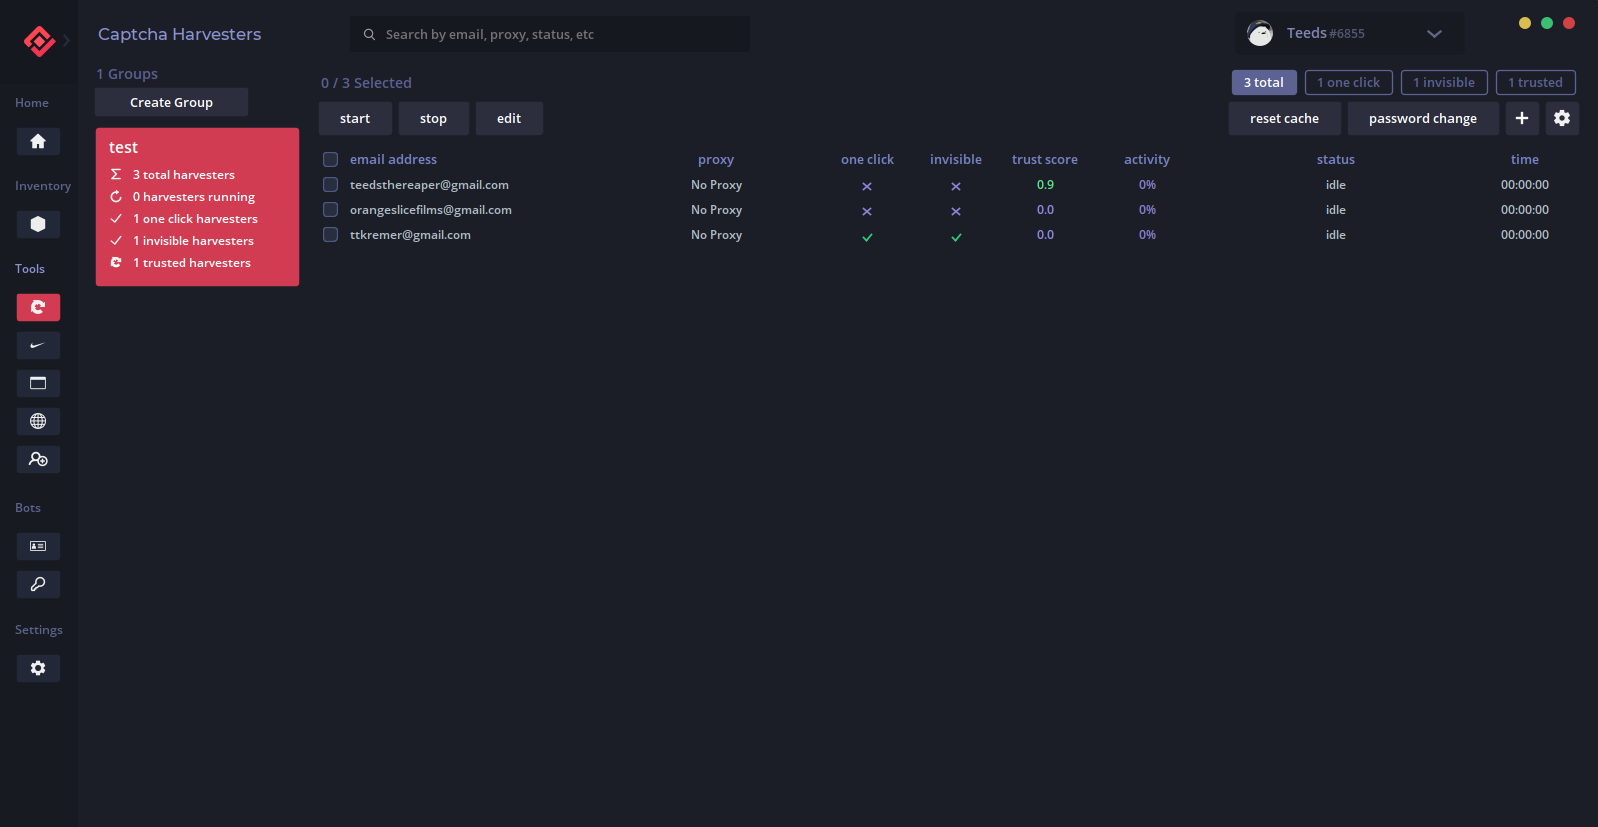 Captcha Harvesters
Search by email, proxy, status, etc
Teeds #6855
Home
Inventory
Tools
Bots
Settings
1 Groups
Create Group
test
3 total harvesters
0 harvesters running
1 one click harvesters
1 invisible harvesters
1 trusted harvesters
0 / 3 Selected
3 total
1 one click
1 invisible
1 trusted
start
stop
edit
reset cache
password change
email address proxy one click invisible trust score activity status time
teedsthereaper@gmail.com No Proxy 0.9 0% idle 00:00:00
orangeslicefilms@gmail.com No Proxy 0.0 0% idle 00:00:00
ttkremer@gmail.com No Proxy 0.0 0% idle 00:00:00